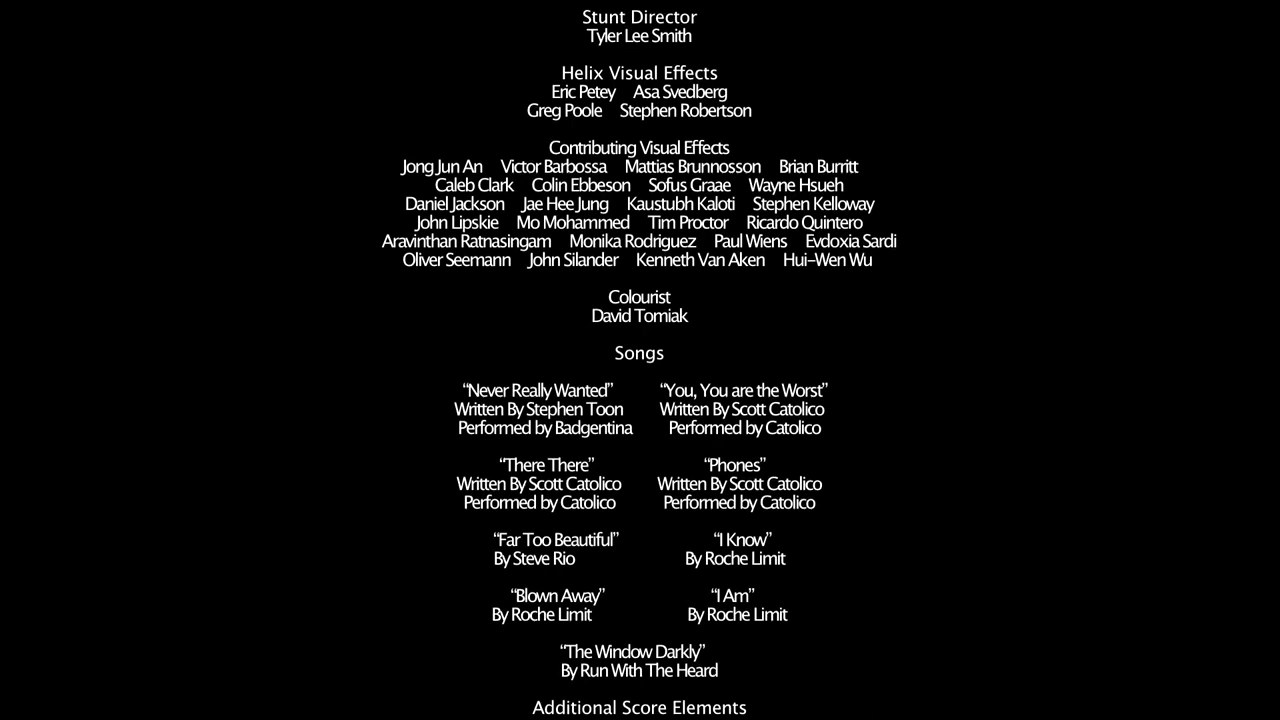 Stunt Director
Tyler Lee Smith
Helix Visual Effects
Eric Petey Asa Svedberg
Greg Poole Stephen Robertson
Contributing Visual Effects
Jong Jun An Victor Barbossa Mattias Brunnosson Brian Burritt
Caleb Clark Colin Ebbeson Sofus Graae Wayne Hsueh
Daniel Jackson Jae Hee Jung Kaustubh Kaloti Stephen Kelloway
John Lipskie Mo Mohammed Tim Proctor Ricardo Quintero
Aravinthan Ratnasingam Monika Rodriguez Paul Wiens Evdoxia Sardi
Oliver Seemann John Silander Kenneth Van Aken Hui-Wen Wu
Colourist
David Tomiak
Songs
“Never Really Wanted” “You, You are the Worst”
Written By Stephen Toon Written By Scott Catolico
Performed by Badgentina Performed by Catolico
“There There” “Phones”
Written By Scott Catolico Written By Scott Catolico
Performed by Catolico Performed by Catolico
“Far Too Beautiful” “I Know”
By Steve Rio By Roche Limit
“Blown Away” “I Am”
By Roche Limit By Roche Limit
“The Window Darkly”
By Run With The Heard
Additional Score Elements